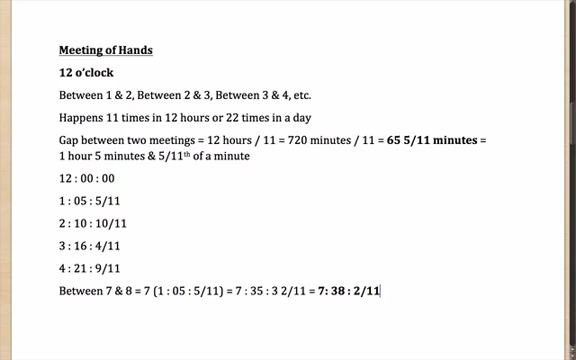 Meeting of Hands
12 o'clock
Between 1 & 2, Between 2 & 3, Between 3 & 4, etc.
Happens 11 times in 12 hours or 22 times in a day
Gap between two meetings = 12 hours / 11 = 720 minutes / 11 = 65 5/11 minutes =
1 hour 5 minutes & 5/11th of a minute
12 : 00 : 00
1 : 05 : 5/11
2 : 10 : 10/11
3 : 16 : 4/11
4 : 21 : 9/11
Between 7 & 8 = 7 (1 : 05 : 5/11) = 7 : 35 : 3 2/11 = 7: 38 : 2/11